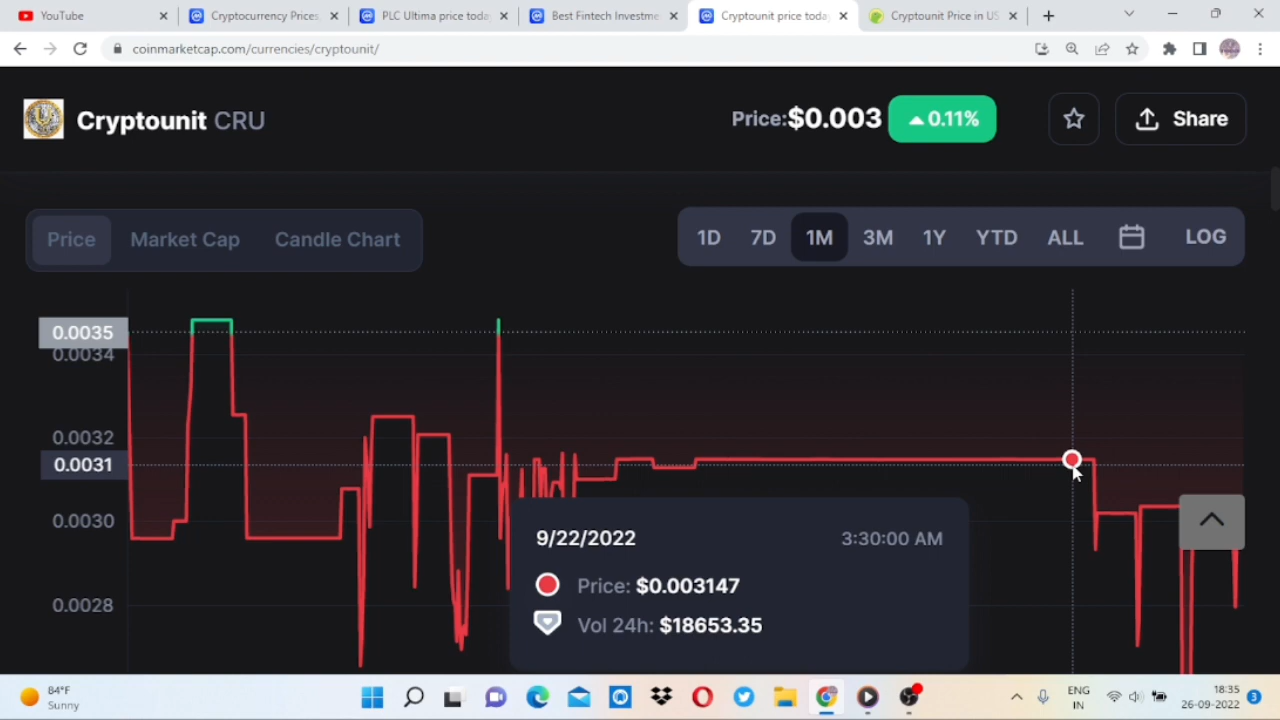 YouTube
Cryptocurrency Prices,
PLC Ultima price toda
Best Fintech Investme
Cryptounit price today
Cryptounit Price in US
coinmarketcap.com/currencies/cryptounit/
Cryptounit CRU
Price:$0.003
0.11%
Share
Price
Market Cap
Candle Chart
1D
7D
1M
3M
1Y
YTD
ALL
LOG
0.0035
0.0034
0.0032
0.0031
0.0030
0.0028
9/22/2022
3:30:00 AM
Price: $0.003147
Vol 24h: $18653.35
84°F
Sunny
ENG
IN
18:35
26-09-2022
3